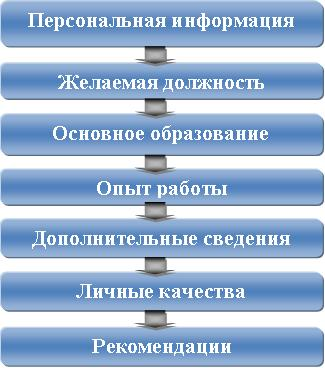 Персональная информация
Желаемая должность
Основное образование
Опыт работы
Дополнительные сведения
Личные качества
Рекомендации